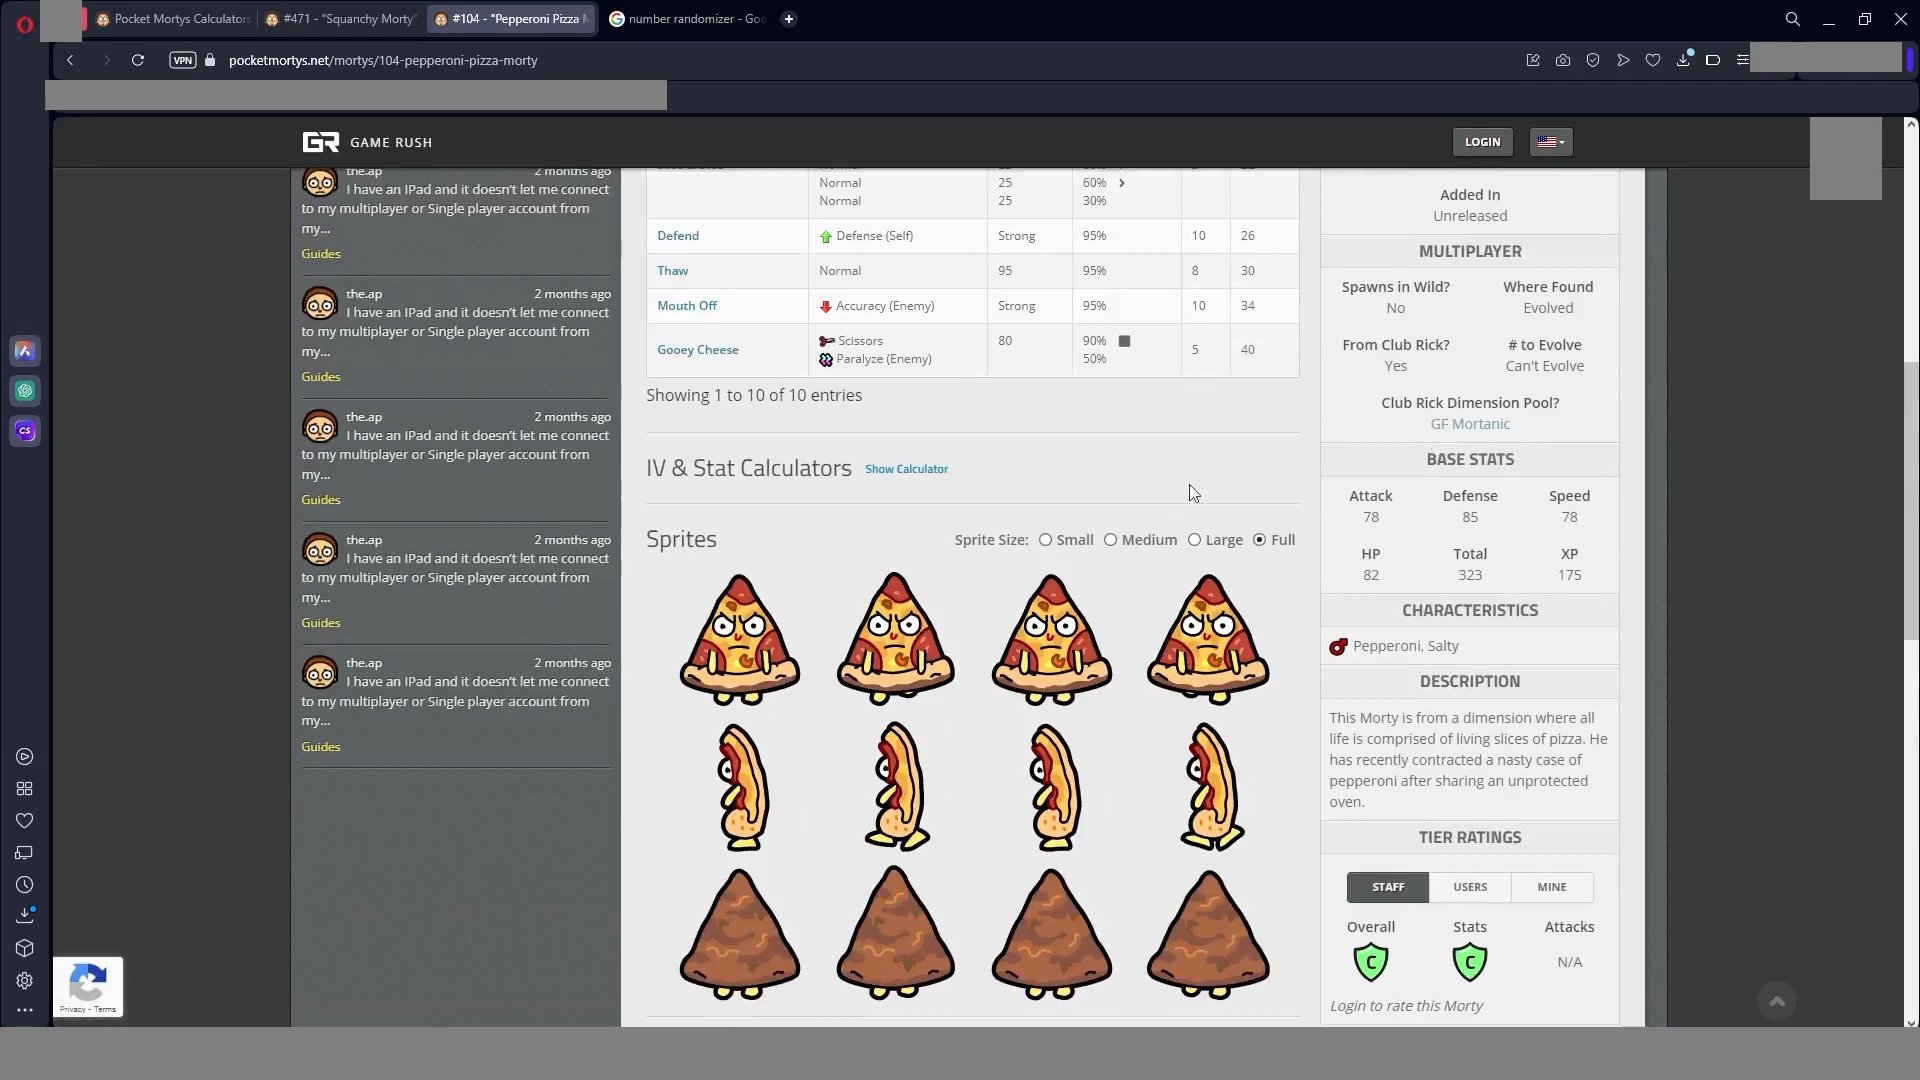 Pocket Mortys Calculators
#471 - "Squanchy Morty"
#104 - "Pepperoni Pizza M
number randomizer - Goo
VPN
pocketmortys.net/mortys/104-pepperoni-pizza-morty
GR GAME RUSH
LOGIN
the.ap 2 months ago
I have an IPad and it doesn't let me connect
to my multiplayer or Single player account from
my...
Guides
the.ap 2 months ago
I have an IPad and it doesn't let me connect
to my multiplayer or Single player account from
my...
Guides
the.ap 2 months ago
I have an IPad and it doesn't let me connect
to my multiplayer or Single player account from
my...
Guides
the.ap 2 months ago
I have an IPad and it doesn't let me connect
to my multiplayer or Single player account from
my...
Guides
the.ap 2 months ago
I have an IPad and it doesn't let me connect
to my multiplayer or Single player account from
my...
Guides
Normal 25 60%
Normal 25 30%
Defend Defense (Self) Strong 95% 10 26
Thaw Normal 95 95% 8 30
Mouth Off Accuracy (Enemy) Strong 95% 10 34
Gooey Cheese Scissors 80 90% 5 40
Paralyze (Enemy) 50%
Showing 1 to 10 of 10 entries
IV & Stat Calculators Show Calculator
Sprites Sprite Size: Small Medium Large Full
Added In
Unreleased
MULTIPLAYER
Spawns in Wild? Where Found
No Evolved
From Club Rick? # to Evolve
Yes Can't Evolve
Club Rick Dimension Pool?
GF Mortanic
BASE STATS
Attack Defense Speed
78 85 78
HP Total XP
82 323 175
CHARACTERISTICS
Pepperoni, Salty
DESCRIPTION
This Morty is from a dimension where all
life is comprised of living slices of pizza. He
has recently contracted a nasty case of
pepperoni after sharing an unprotected
oven.
TIER RATINGS
STAFF USERS MINE
Overall Stats Attacks
C C N/A
Login to rate this Morty
CS
Privacy - Terms